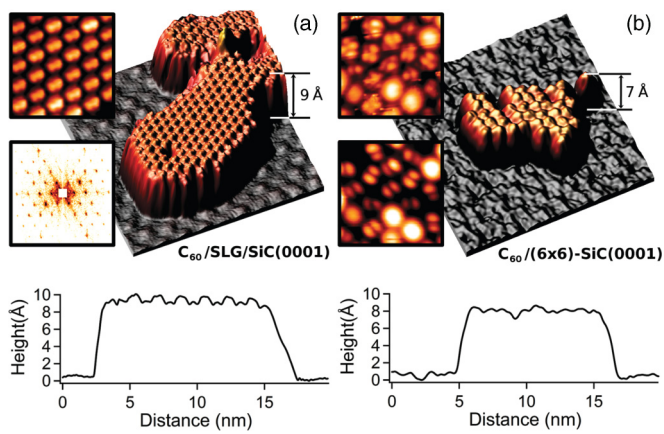 (a)
9 Å
C60/SLG/SiC(0001)
(b)
7 Å
C60/(6x6)-SiC(0001)
Height(Å)
10
8
6
4
2
0
0 5 10 15
Distance (nm)
Height(Å)
10
8
6
4
2
0
0 5 10 15
Distance (nm)